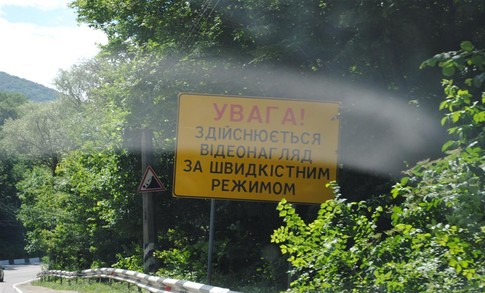 УВАГА!
ЗДІЙСНЮЄТЬСЯ
ВІДЕОНАГЛЯД
ЗА ШВИДКІСТНИМ
РЕЖИМОМ